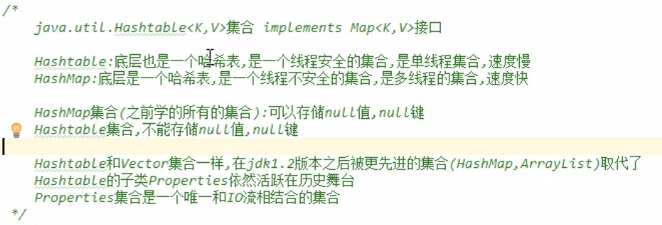 /*
java.util.Hashtable<K,V>集合 implements Map<K,V>接口
Hashtable:底层也是一个哈希表,是一个线程安全的集合,是单线程集合,速度慢
HashMap:底层是一个哈希表,是一个线程不安全的集合,是多线程的集合,速度快
HashMap集合(之前学的所有的集合):可以存储null值,null键
Hashtable集合,不能存储null值,null键
Hashtable和Vector集合一样,在jdk1.2版本之后被更先进的集合(HashMap,ArrayList)取代了
Hashtable的子类Properties依然活跃在历史舞台
Properties集合是一个唯一和IO流相结合的集合
*/